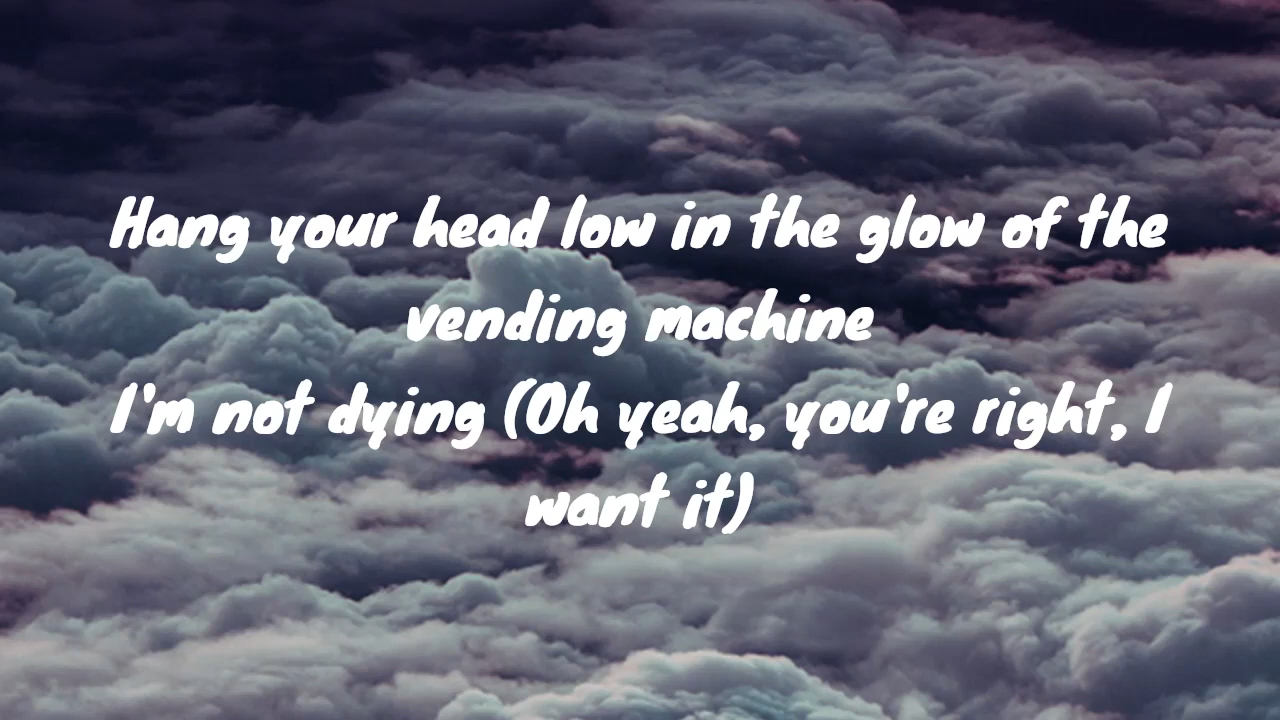 Hang your head low in the glow of the
vending machine
I'm not dying (Oh yeah, you're right, I
want it)